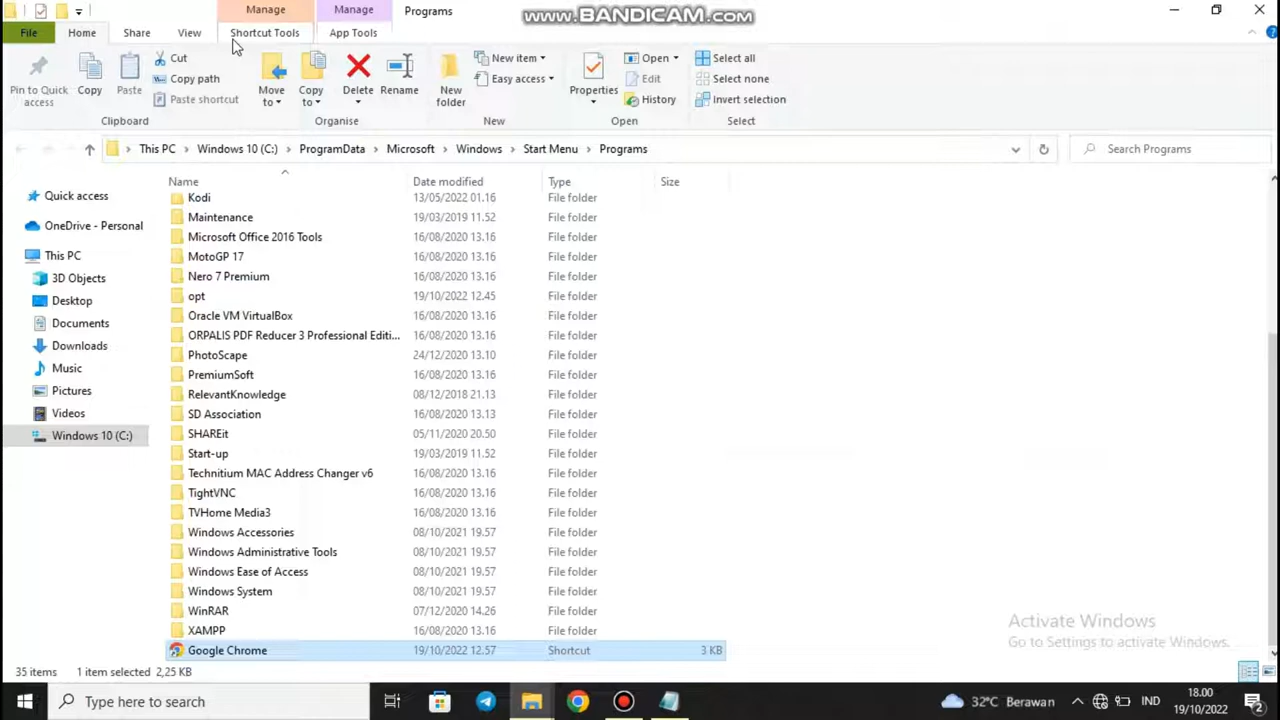 Manage
Manage
Programs
www.BANDICAM.com
File
Home
Share
View
Shortcut Tools
App Tools
Pin to Quick access
Copy
Paste
Cut
Copy path
Paste shortcut
Move to
Copy to
Delete
Rename
New folder
New item
Easy access
Properties
Open
Edit
History
Select all
Select none
Invert selection
Clipboard
Organise
New
Open
Select
This PC > Windows 10 (C:) > ProgramData > Microsoft > Windows > Start Menu > Programs
Search Programs
Quick access
OneDrive - Personal
This PC
3D Objects
Desktop
Documents
Downloads
Music
Pictures
Videos
Windows 10 (C:)
Name Date modified Type Size
Kodi 13/05/2022 01.16 File folder
Maintenance 19/03/2019 11.52 File folder
Microsoft Office 2016 Tools 16/08/2020 13.16 File folder
MotoGP 17 16/08/2020 13.16 File folder
Nero 7 Premium 16/08/2020 13.16 File folder
opt 19/10/2022 12.45 File folder
Oracle VM VirtualBox 16/08/2020 13.16 File folder
ORPALIS PDF Reducer 3 Professional Editi... 16/08/2020 13.16 File folder
PhotoScape 24/12/2020 13.10 File folder
PremiumSoft 16/08/2020 13.16 File folder
RelevantKnowledge 08/12/2018 21.13 File folder
SD Association 16/08/2020 13.13 File folder
SHAREit 05/11/2020 20.50 File folder
Start-up 19/03/2019 11.52 File folder
Technitium MAC Address Changer v6 16/08/2020 13.16 File folder
TightVNC 16/08/2020 13.16 File folder
TVHome Media3 16/08/2020 13.16 File folder
Windows Accessories 08/10/2021 19.57 File folder
Windows Administrative Tools 08/10/2021 19.57 File folder
Windows Ease of Access 08/10/2021 19.57 File folder
Windows System 08/10/2021 19.57 File folder
WinRAR 07/12/2020 14.26 File folder
XAMPP 16/08/2020 13.16 File folder
Google Chrome 19/10/2022 12.57 Shortcut 3 KB
Activate Windows
Go to Settings to activate Windows.
35 items 1 item selected 2,25 KB
Type here to search
32°C Berawan
IND
18.00
19/10/2022
2